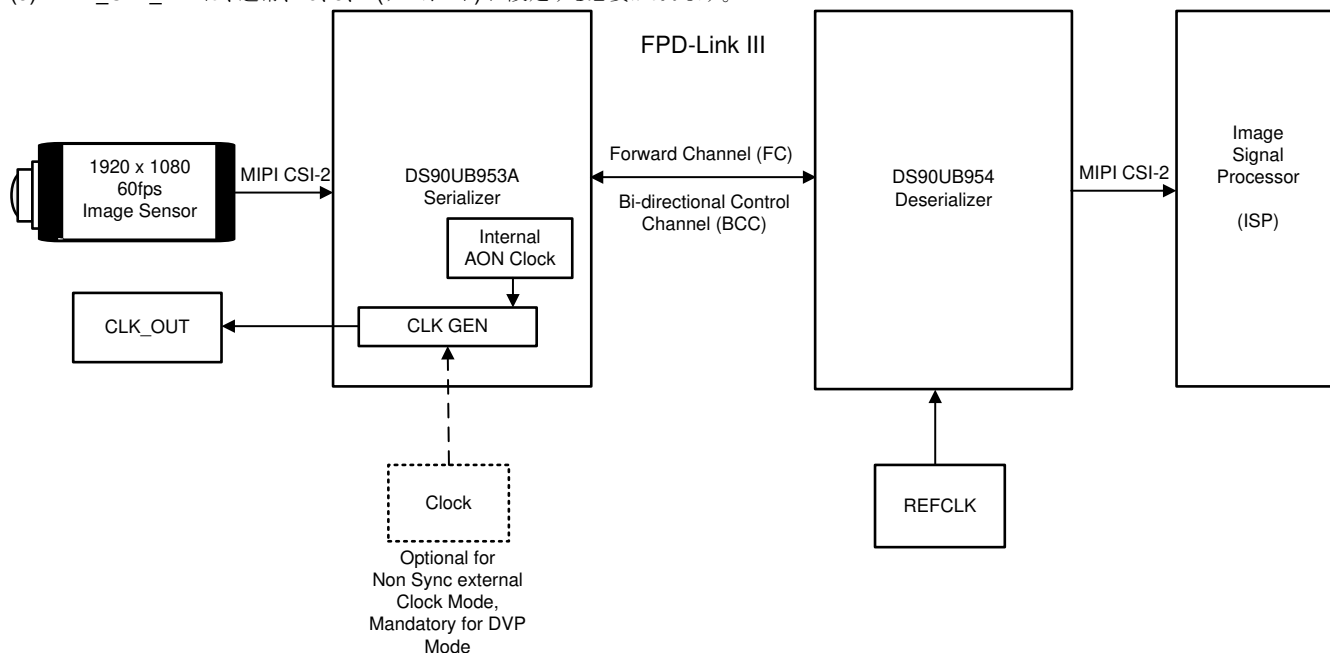 FPD-Link III
1920 x 1080
60fps
Image Sensor
MIPI CSI-2
DS90UB953A
Serializer
Internal
AON Clock
CLK GEN
CLK_OUT
Forward Channel (FC)
Bi-directional Control
Channel (BCC)
DS90UB954
Deserializer
MIPI CSI-2
Image
Signal
Processor
(ISP)
Clock
Optional for
Non Sync external
Clock Mode,
Mandatory for DVP
Mode
REFCLK